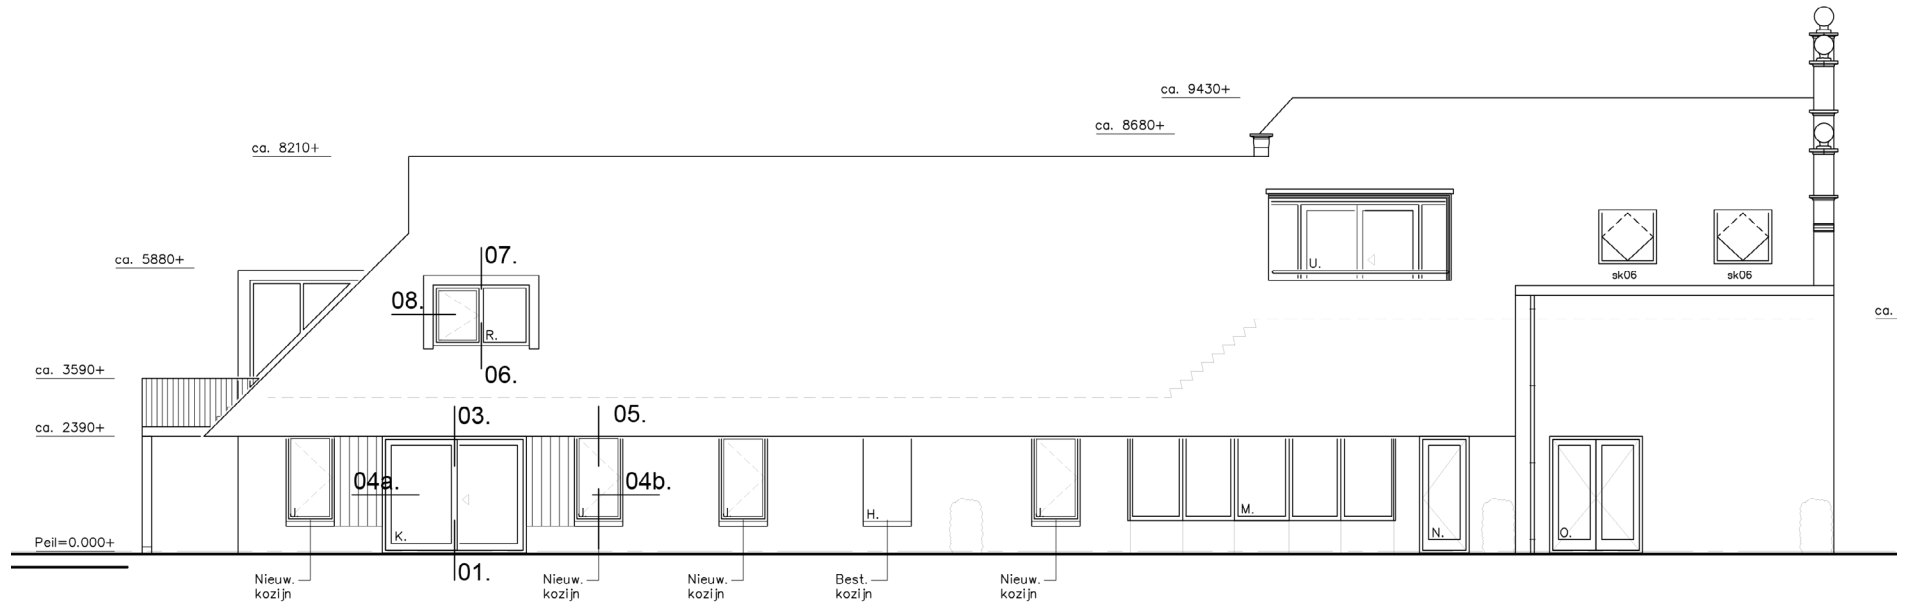 ca. 9430+
ca. 8680+
ca. 8210+
ca. 5880+
07.
08.
R.
06.
U.
sk06
sk06
ca.
ca. 3590+
ca. 2390+
03.
05.
04a.
04b.
J.
K.
J.
J.
H.
J.
M.
N.
O.
Peil=0.000+
01.
Nieuw.
kozijn
Nieuw.
kozijn
Nieuw.
kozijn
Best.
kozijn
Nieuw.
kozijn